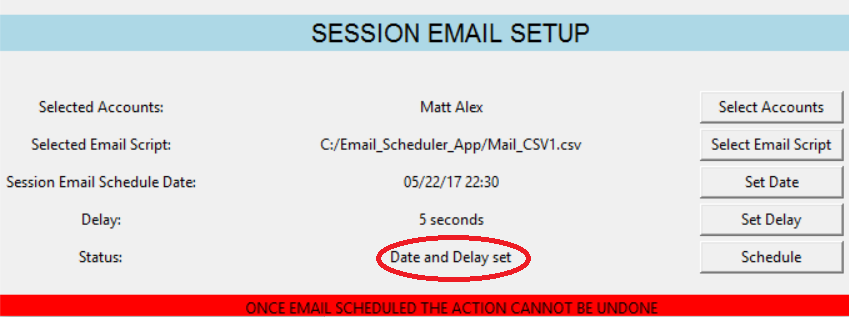 SESSION EMAIL SETUP
Selected Accounts: Matt Alex Select Accounts
Selected Email Script: C:/Email_Scheduler_App/Mail_CSV1.csv Select Email Script
Session Email Schedule Date: 05/22/17 22:30 Set Date
Delay: 5 seconds Set Delay
Status: Date and Delay set Schedule
ONCE EMAIL SCHEDULED THE ACTION CANNOT BE UNDONE